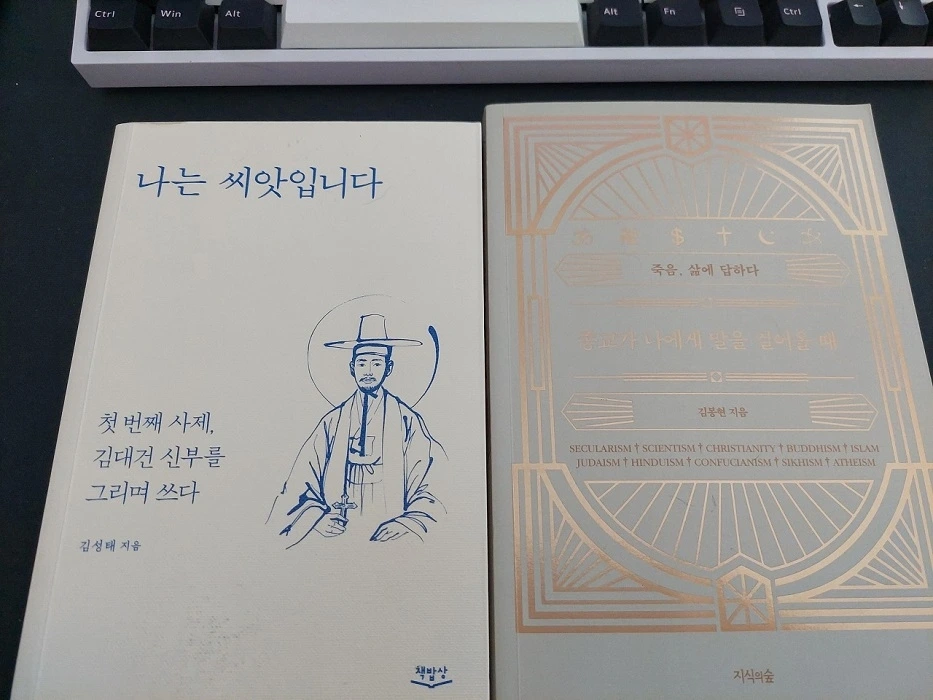 Ctrl
Win
Alt
Alt
Fn
Ctrl
나는 씨앗입니다
첫 번째 사제,
김대건 신부를
그리며 쓰다
김성태 지음
책밥상
죽음, 삶에 답하다
종교가 나에게 말을 걸어올 때
김봉현 지음
SECULARISM † SCIENTISM † CHRISTIANITY † BUDDHISM † ISLAM
JUDAISM † HINDUISM † CONFUCIANISM † SIKHISM † ATHEISM
지식의숲